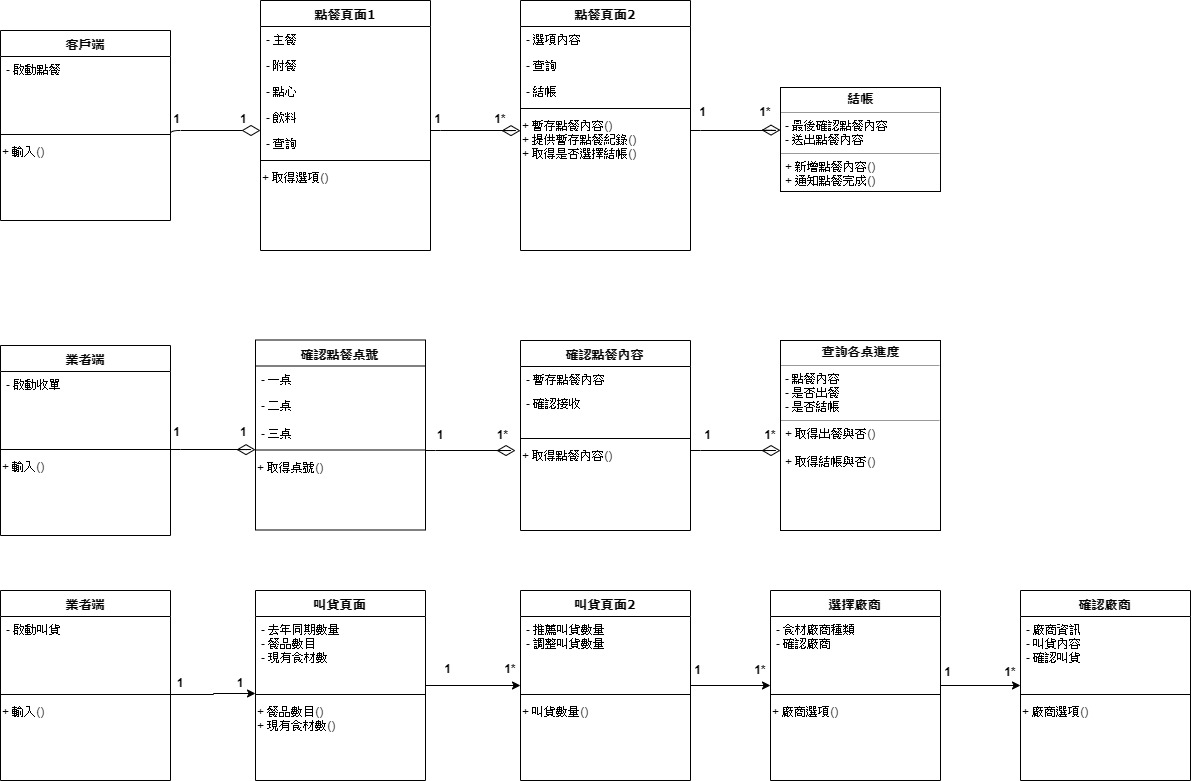 客戶端
- 啟動點餐
+ 輸入()
1
1
點餐頁面1
- 主餐
- 附餐
- 點心
- 飲料
- 查詢
+ 取得選項()
1
1*
點餐頁面2
- 選項內容
- 查詢
- 結帳
+ 暫存點餐內容()
+ 提供暫存點餐紀錄()
+ 取得是否選擇結帳()
1
1*
結帳
- 最後確認點餐內容
- 送出點餐內容
+ 新增點餐內容()
+ 通知點餐完成()
業者端
- 啟動收單
+ 輸入()
1
1
確認點餐桌號
- 一桌
- 二桌
- 三桌
+ 取得桌號()
1
1*
確認點餐內容
- 暫存點餐內容
- 確認接收
+ 取得點餐內容()
1
1*
查詢各桌進度
- 點餐內容
- 是否出餐
- 是否結帳
+ 取得出餐與否()
+ 取得結帳與否()
業者端
- 啟動叫貨
+ 輸入()
1
1
叫貨頁面
- 去年同期數量
- 餐品數目
- 現有食材數
+ 餐品數目()
+ 現有食材數()
1
1*
叫貨頁面2
- 推薦叫貨數量
- 調整叫貨數量
+ 叫貨數量()
1
1*
選擇廠商
- 食材廠商種類
- 確認廠商
+ 廠商選項()
1
1*
確認廠商
- 廠商資訊
- 叫貨內容
- 確認叫貨
+ 廠商選項()